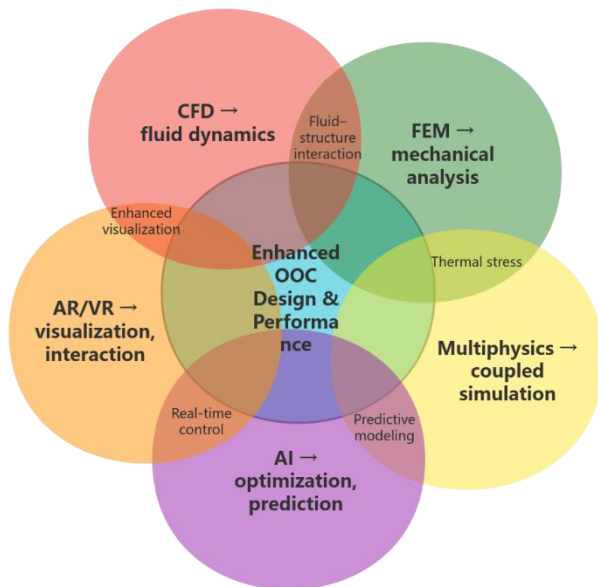 CFD →
fluid dynamics
Fluid–
structure
interaction
FEM →
mechanical
analysis
Enhanced
visualization
Enhanced
OOC
Design &
Performa
nce
Thermal stress
AR/VR →
visualization,
interaction
Multiphysics →
coupled
simulation
Real-time
control
Predictive
modeling
AI →
optimization,
prediction